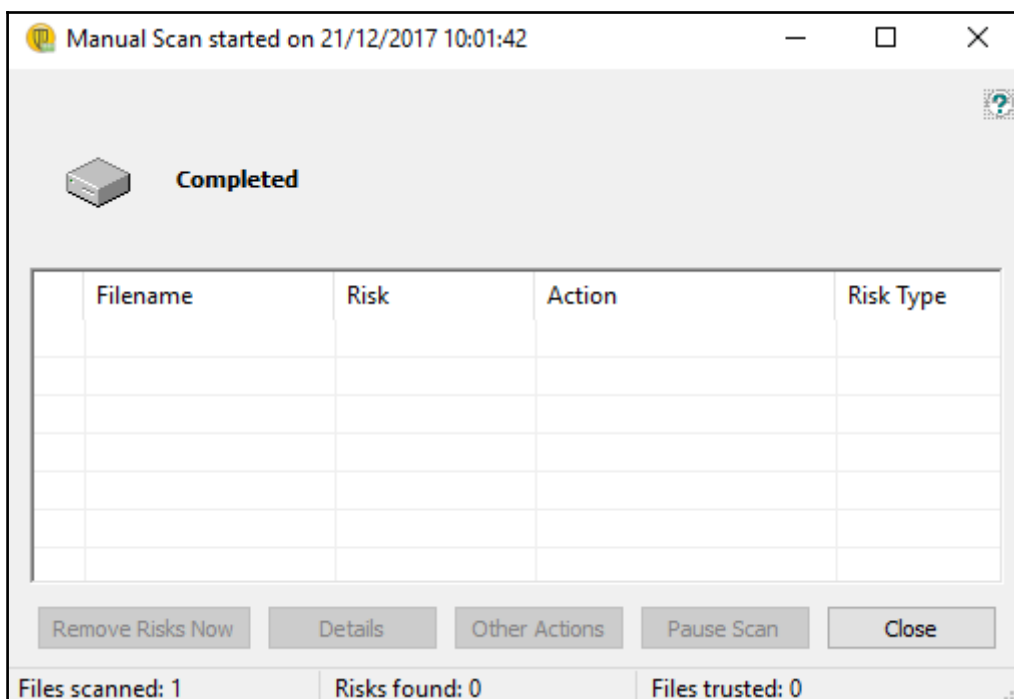 Manual Scan started on 21/12/2017 10:01:42
?
Completed
Filename Risk Action Risk Type
Remove Risks Now Details Other Actions Pause Scan Close
Files scanned: 1 Risks found: 0 Files trusted: 0